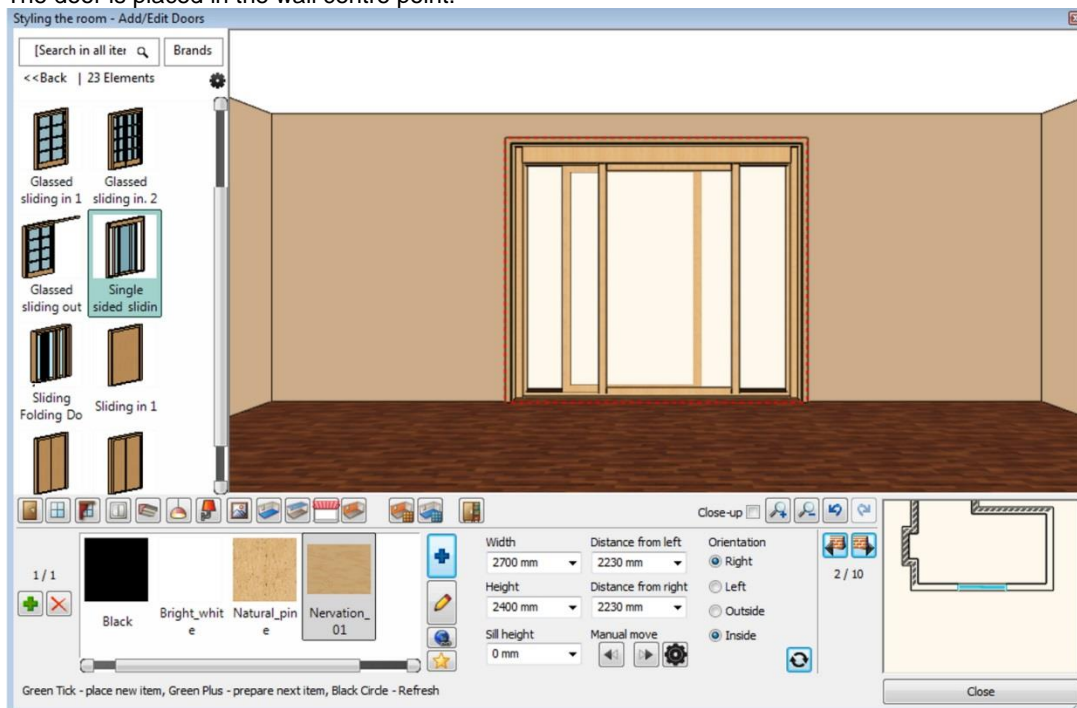 The door is placed in the wall centre point.
Styling the room - Add/Edit Doors
[Search in all iter
Brands
<<Back | 23 Elements
Glassed
sliding in 1
Glassed
sliding in. 2
Glassed
sliding out
Single
sided slidin
Sliding
Folding Do
Sliding in 1
Close-up
1/1
Black
Bright_whit
e
Natural_pin
e
Nervation_
01
Width
2700 mm
Height
2400 mm
Sill height
0 mm
Distance from left
2230 mm
Distance from right
2230 mm
Manual move
Orientation
Right
Left
Outside
Inside
2 / 10
Green Tick - place new item, Green Plus - prepare next item, Black Circle - Refresh
Close